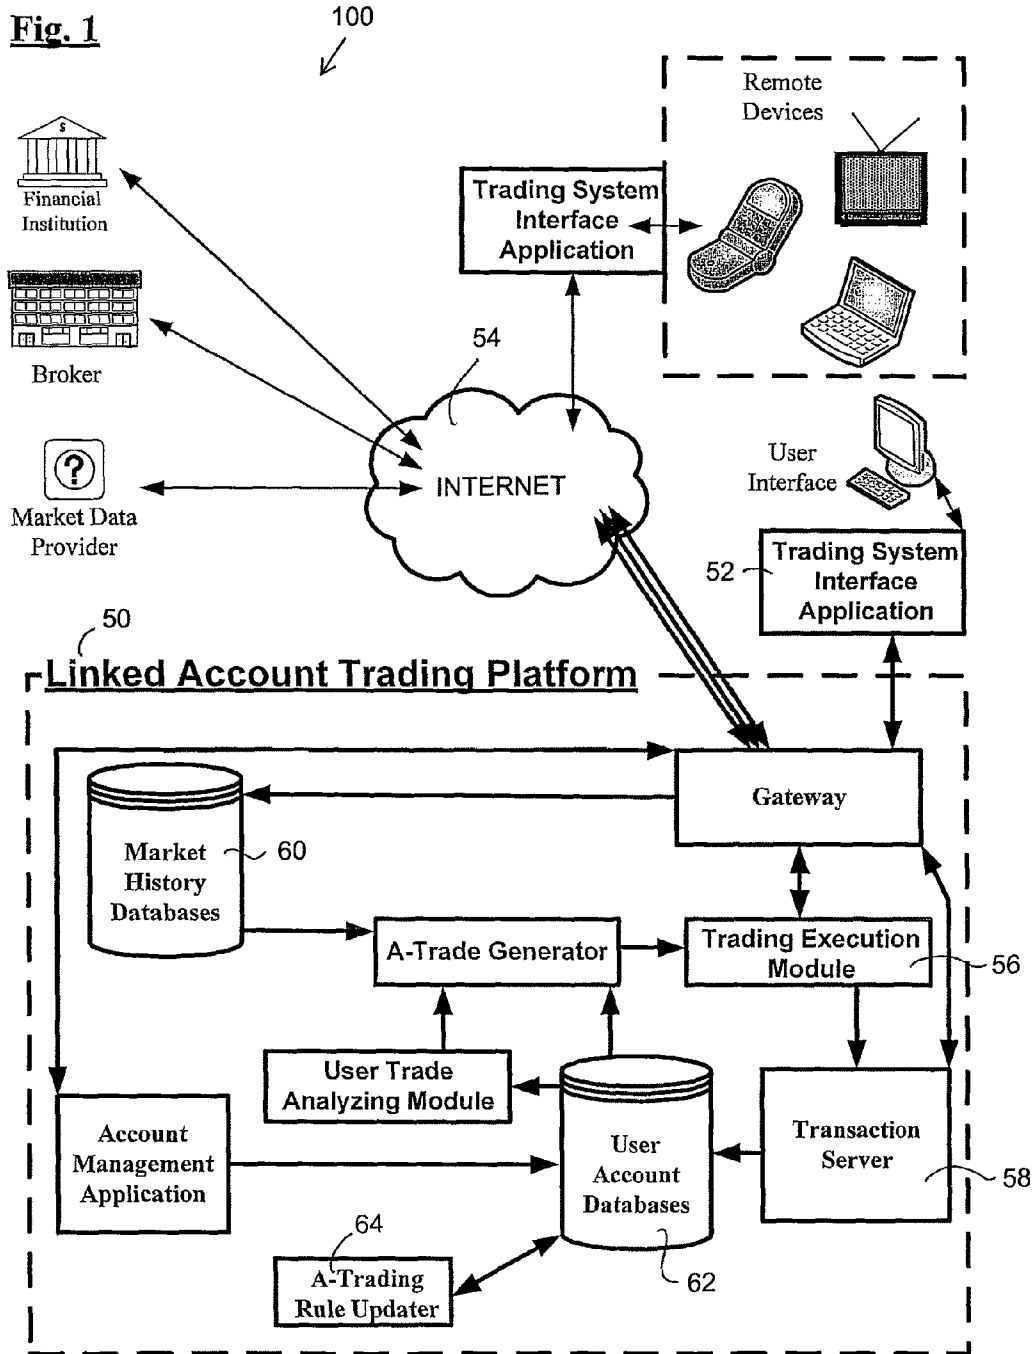 Fig. 1
100
Remote
Devices
$
Financial
Institution
Trading System
Interface
Application
Broker
54
INTERNET
User
Interface
?
Market Data
Provider
52
Trading System
Interface
Application
50
Linked Account Trading Platform
Gateway
Market
History
Databases
60
A-Trade Generator
Trading Execution
Module
56
User Trade
Analyzing Module
Account
Management
Application
User
Account
Databases
Transaction
Server
58
64
A-Trading
Rule Updater
62